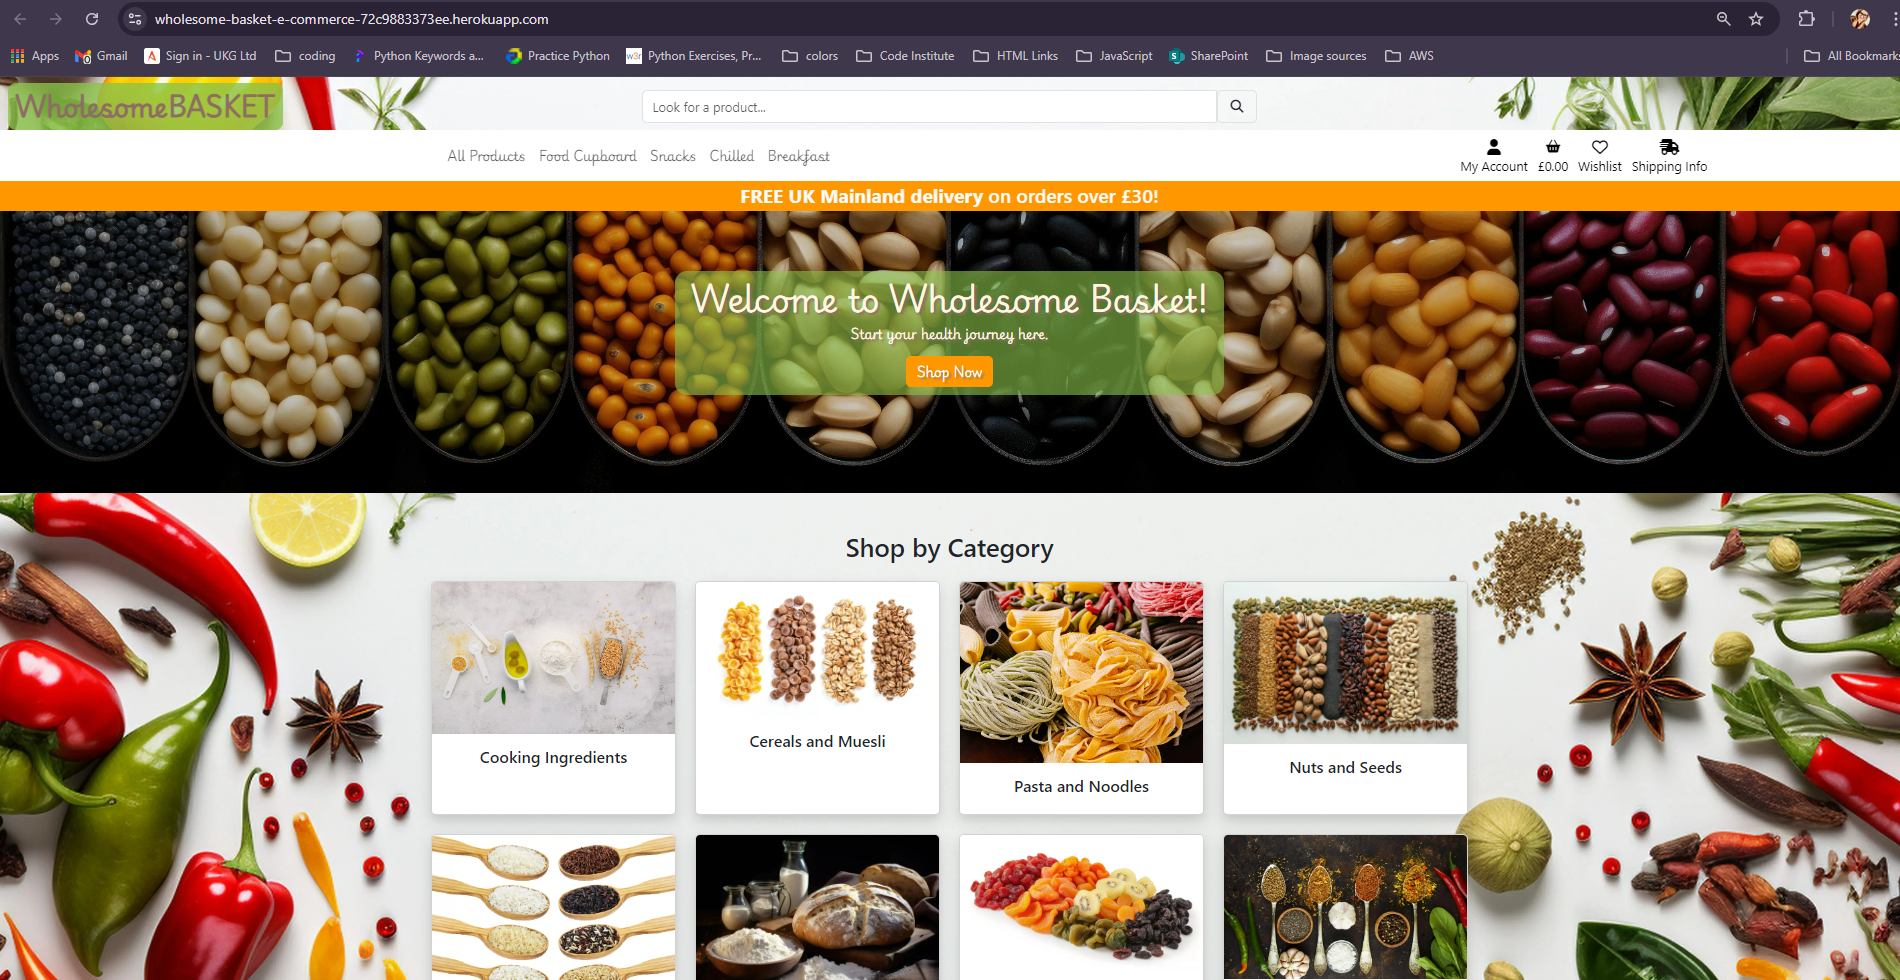 wholesome-basket-e-commerce-72c9883373ee.herokuapp.com
Apps Gmail Sign in - UKG Ltd coding Python Keywords a... Practice Python w3r Python Exercises, Pr... colors Code Institute HTML Links JavaScript SharePoint Image sources AWS All Bookmarks
WholesomeBASKET
Look for a product...
All Products Food Cupboard Snacks Chilled Breakfast
My Account £0.00 Wishlist Shipping Info
FREE UK Mainland delivery on orders over £30!
Welcome to Wholesome Basket!
Start your health journey here.
Shop Now
Shop by Category
Cooking Ingredients
Cereals and Muesli
Pasta and Noodles
Nuts and Seeds